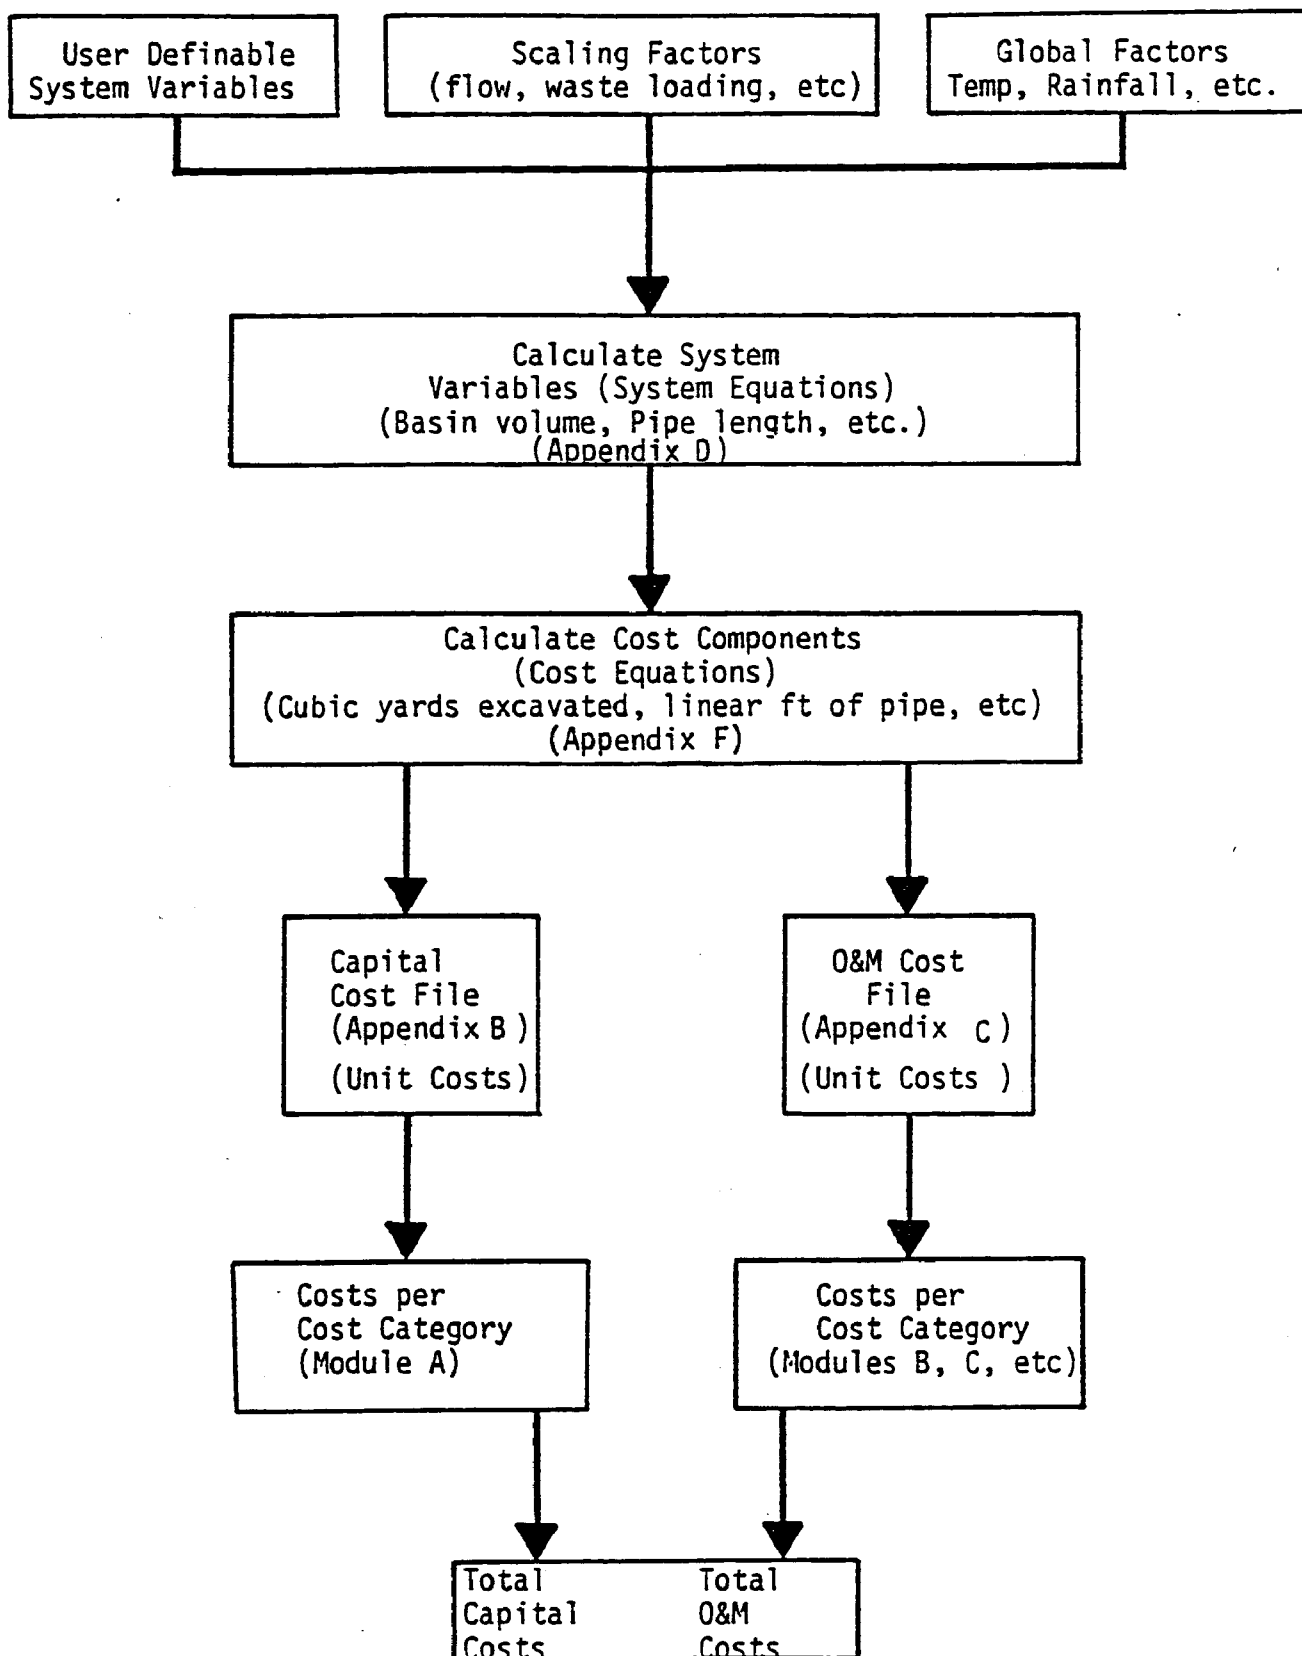 User Definable
System Variables
Scaling Factors
(flow, waste loading, etc)
Global Factors
Temp, Rainfall, etc.
Calculate System
Variables (System Equations)
(Basin volume, Pipe length, etc.)
(Appendix D)
Calculate Cost Components
(Cost Equations)
(Cubic yards excavated, linear ft of pipe, etc)
(Appendix F)
Capital
Cost File
(Appendix B)
(Unit Costs)
O&M Cost
File
(Appendix C)
(Unit Costs )
Costs per
Cost Category
(Module A)
Costs per
Cost Category
(Modules B, C, etc)
Total
Capital
Costs
Total
O&M
Costs